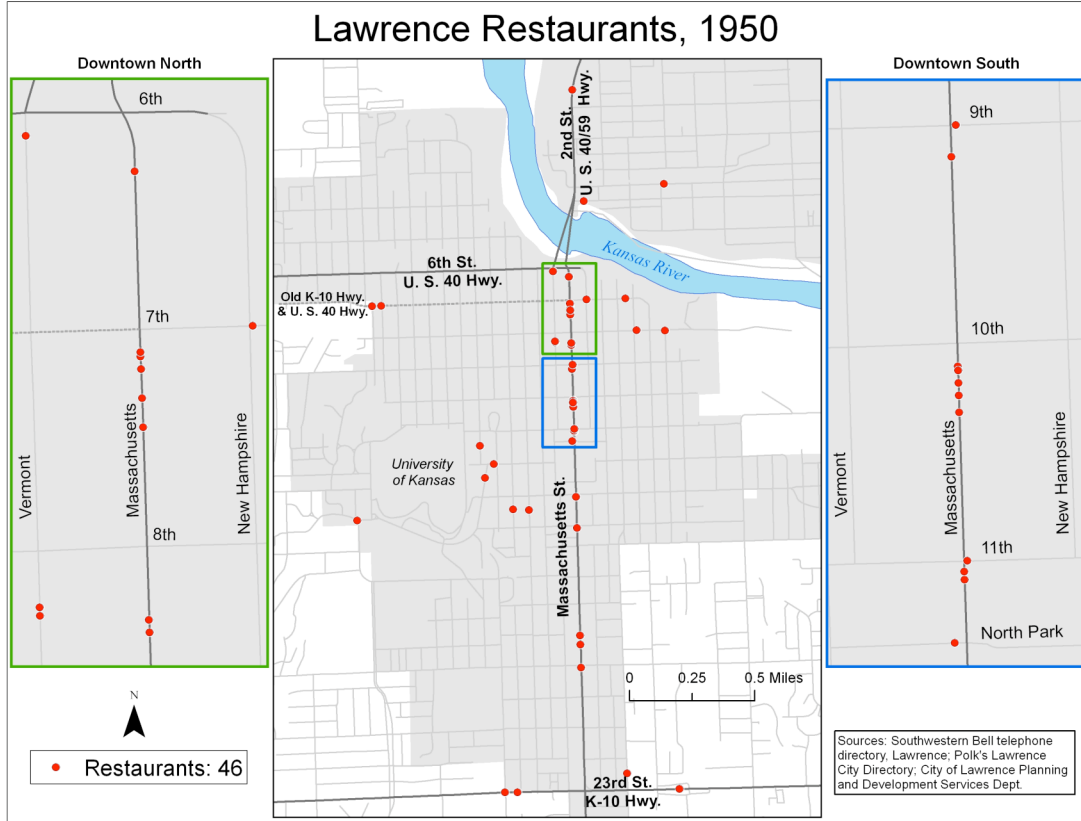 Lawrence Restaurants, 1950
Downtown North
6th
7th
8th
Vermont
Massachusetts
New Hampshire
N
Restaurants: 46
2nd St.
U. S. 40/59 Hwy.
Kansas River
6th St.
U. S. 40 Hwy.
Old K-10 Hwy.
& U. S. 40 Hwy.
University
of Kansas
Massachusetts St.
0 0.25 0.5 Miles
23rd St.
K-10 Hwy.
Downtown South
9th
10th
11th
North Park
Vermont
Massachusetts
New Hampshire
Sources: Southwestern Bell telephone
directory, Lawrence; Polk's Lawrence
City Directory; City of Lawrence Planning
and Development Services Dept.